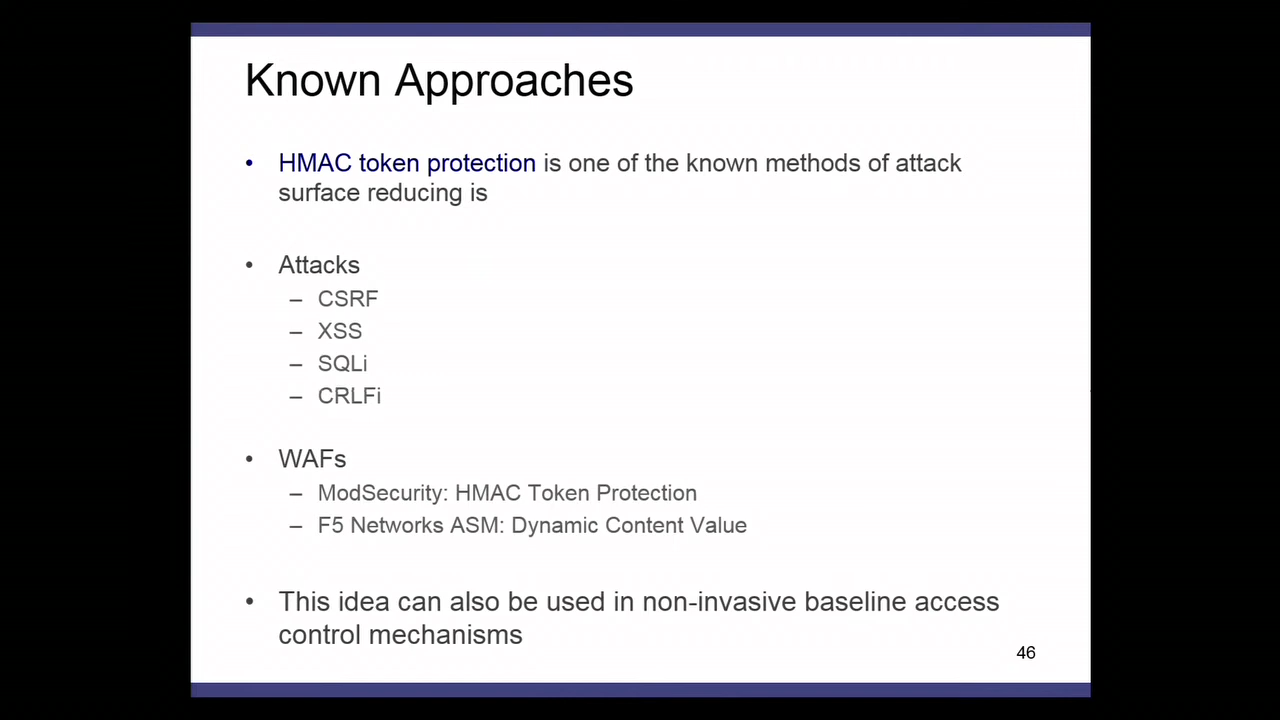 Known Approaches
• HMAC token protection is one of the known methods of attack
surface reducing is
• Attacks
– CSRF
– XSS
– SQLi
– CRLFi
• WAFs
– ModSecurity: HMAC Token Protection
– F5 Networks ASM: Dynamic Content Value
• This idea can also be used in non-invasive baseline access
control mechanisms
46